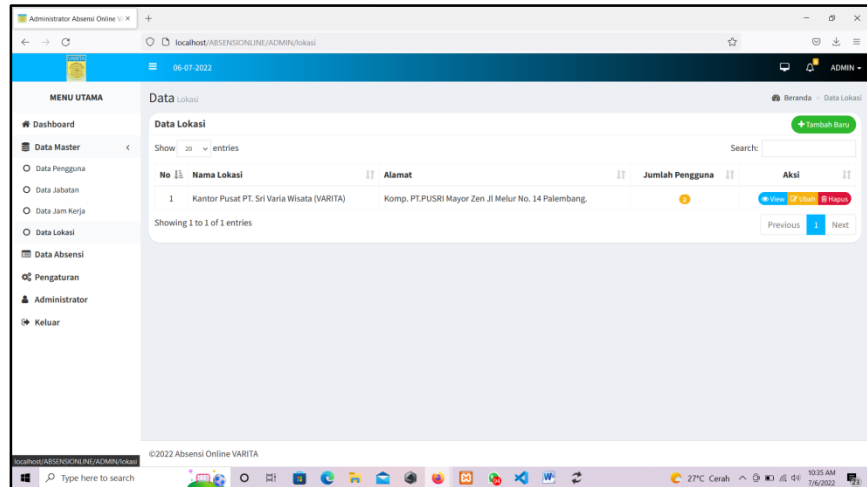 Administrator Absensi Online V
localhost/ABSENSIONLINE/ADMIN/lokasi
VARITA
06-07-2022
ADMIN
MENU UTAMA
Data Lokasi
Beranda > Data Lokasi
Dashboard
Data Master
Data Pengguna
Data Jabatan
Data Jam Kerja
Data Lokasi
Data Absensi
Pengaturan
Administrator
Keluar
Data Lokasi
+ Tambah Baru
Show 20 entries
Search:
No Nama Lokasi Alamat Jumlah Pengguna Aksi
1 Kantor Pusat PT. Sri Varia Wisata (VARITA) Komp. PT.PUSRI Mayor Zen Jl Melur No. 14 Palembang. View Ubah Hapus
Showing 1 to 1 of 1 entries
Previous 1 Next
©2022 Absensi Online VARITA
localhost/ABSENSIONLINE/ADMIN/lokasi
Type here to search
27°C Cerah
10:35 AM
7/6/2022